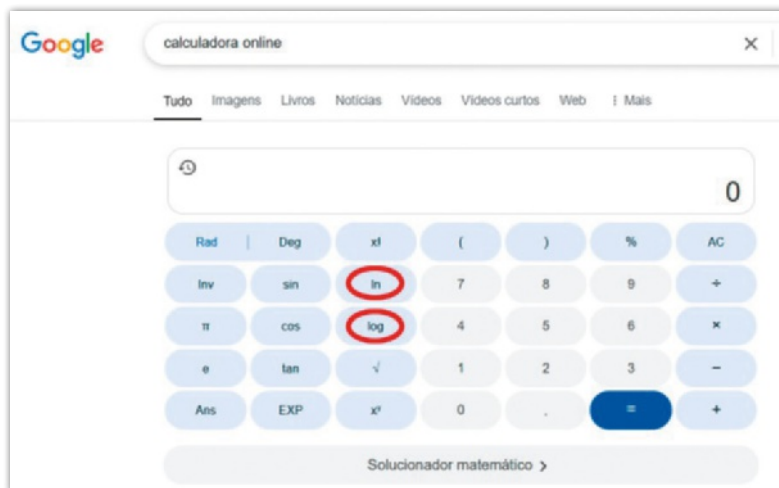 Google
calculadora online ×
Tudo Imagens Livros Notícias Vídeos Vídeos curtos Web ⋮ Mais
0
Rad | Deg x! ( ) % AC
Inv sin ln 7 8 9 ÷
π cos log 4 5 6 ×
e tan √ 1 2 3 −
Ans EXP xʸ 0 . = +
Solucionador matemático >